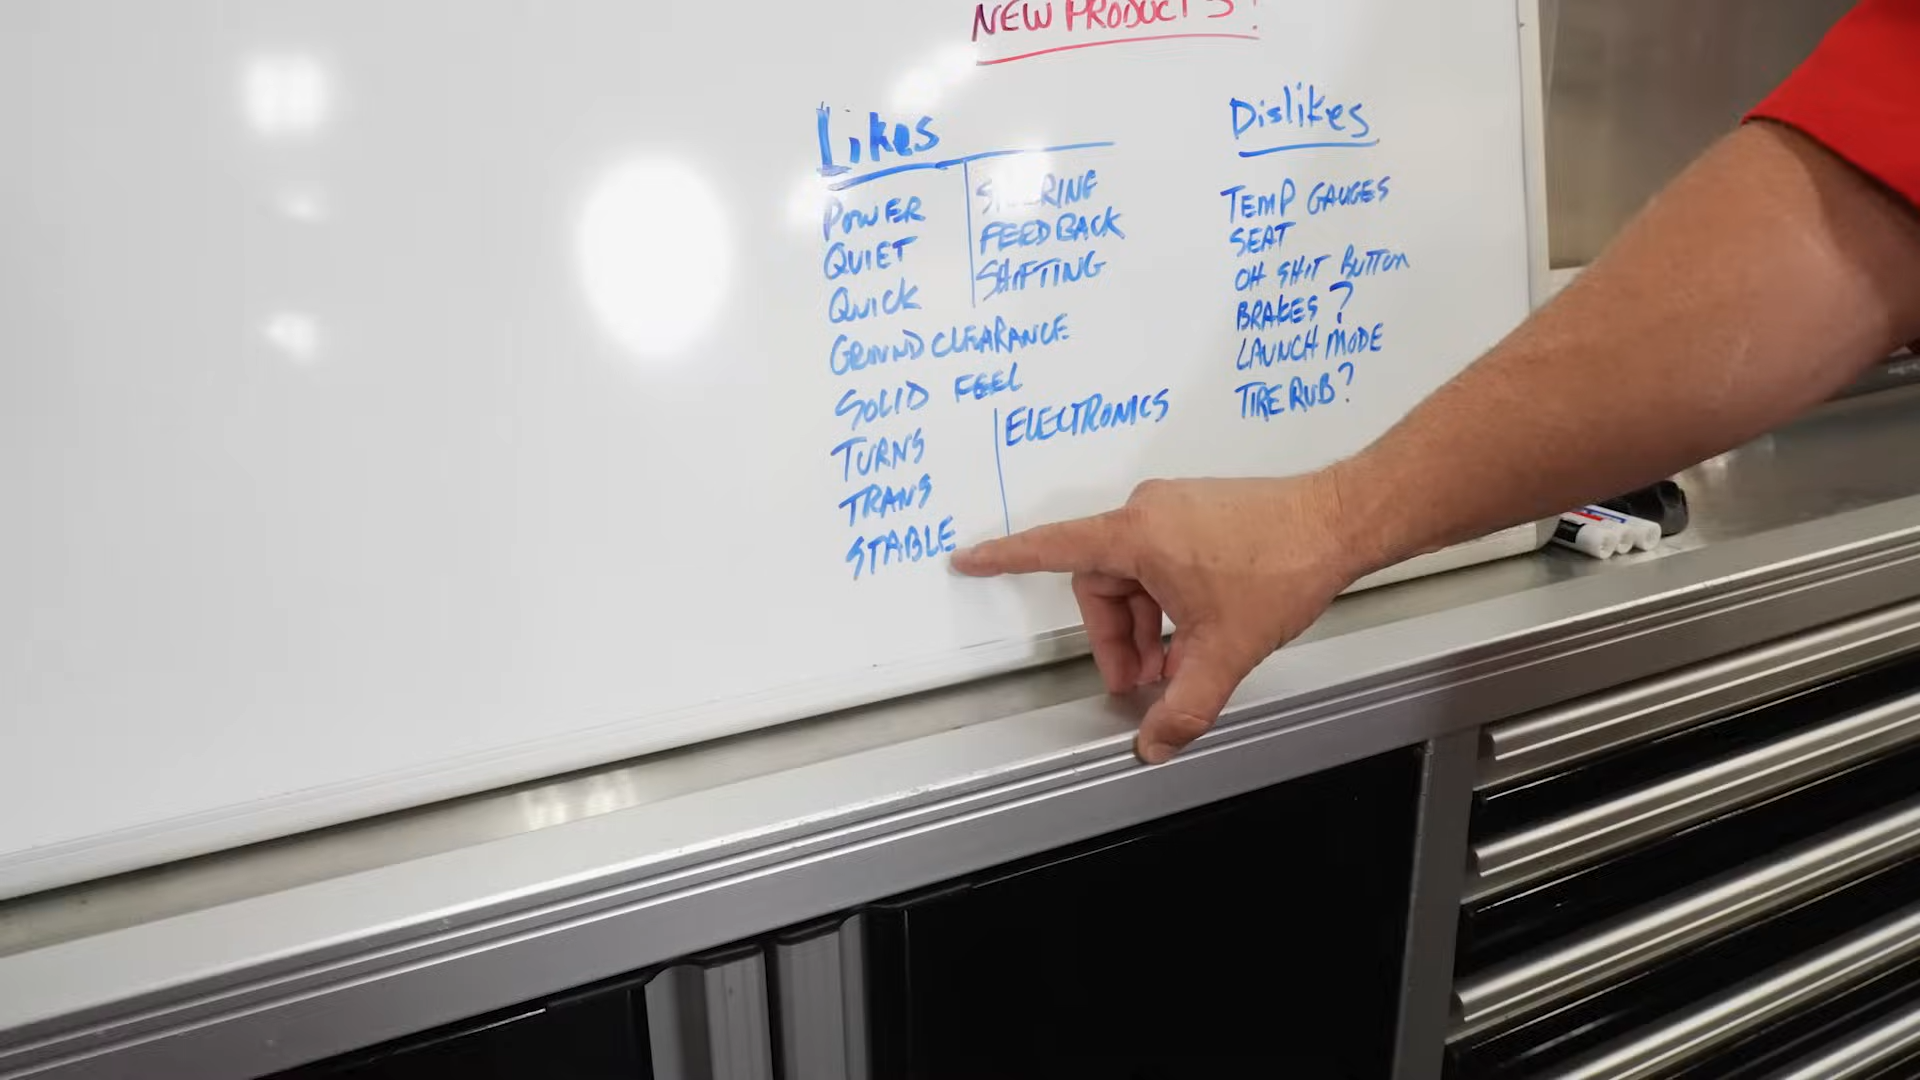 NEW PRODUCTS?
Likes
POWER
QUIET
QUICK
GROUND CLEARANCE
SOLID FEEL
TURNS
TRANS
STABLE
FEEDBACK
SHIFTING
ELECTRONICS
Dislikes
TEMP GAUGES
SEAT
OH SHIT BUTTON
BRAKES?
LAUNCH MODE
TIRE RUB?